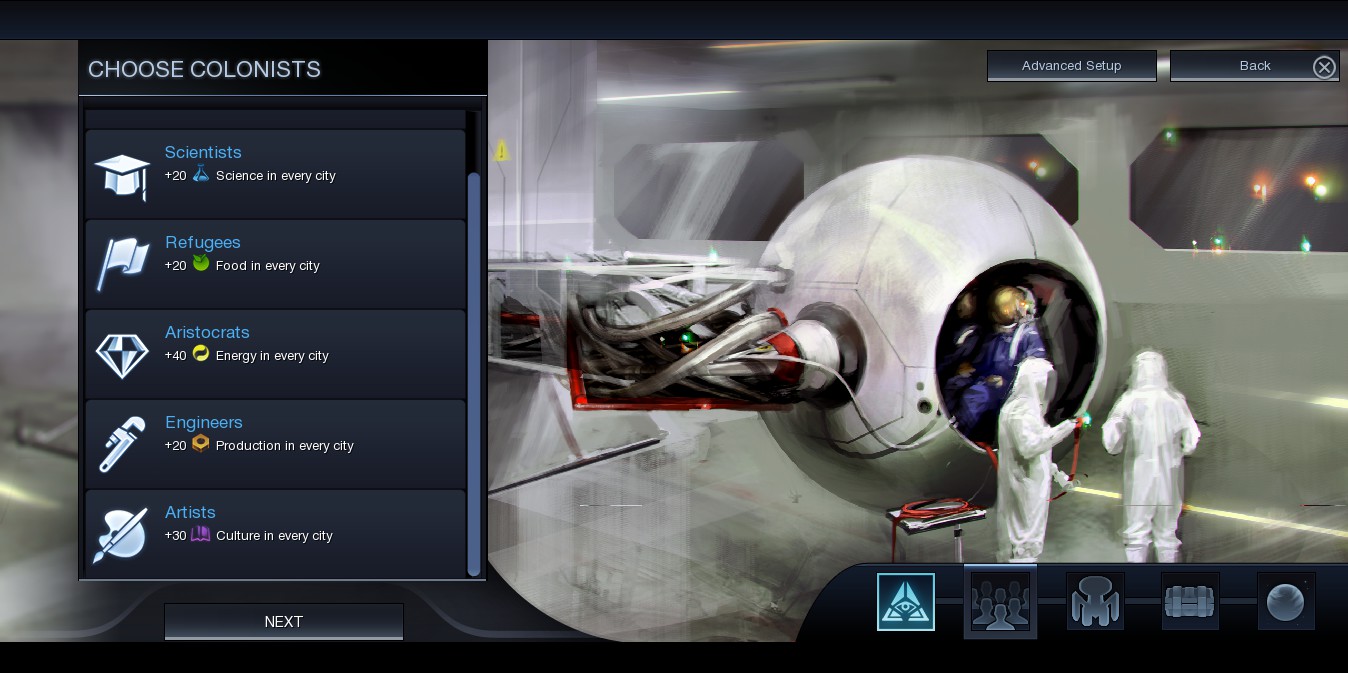 CHOOSE COLONISTS
Advanced Setup
Back
Scientists
+20 Science in every city
Refugees
+20 Food in every city
Aristocrats
+40 Energy in every city
Engineers
+20 Production in every city
Artists
+30 Culture in every city
NEXT